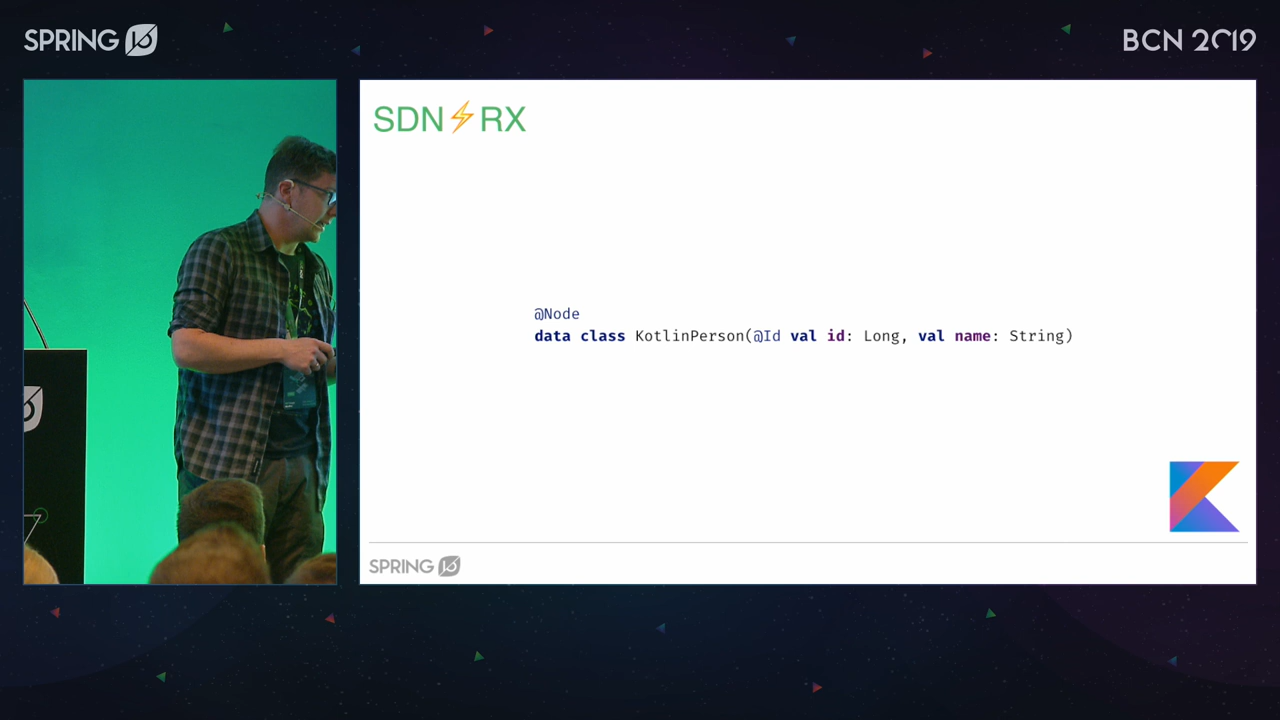 SPRING
BCN 2019
SDN⚡RX
@Node
data class KotlinPerson(@Id val id: Long, val name: String)
SPRING